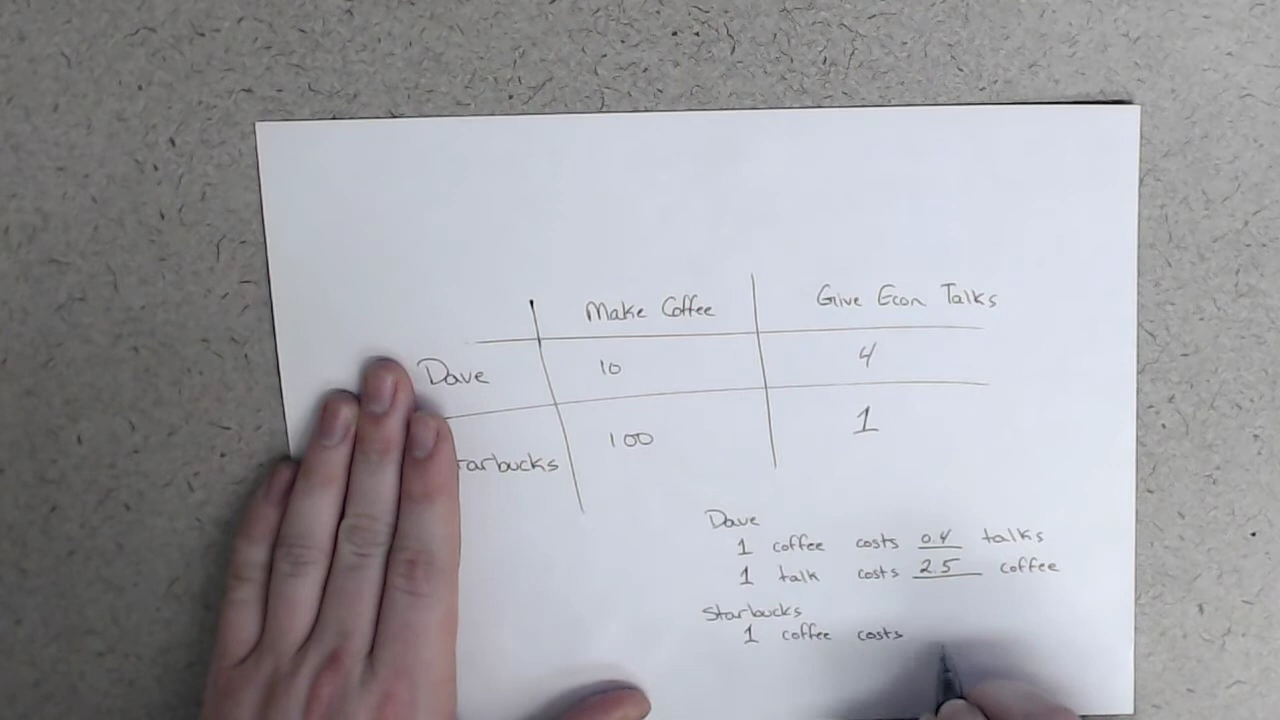 Make Coffee Give Econ Talks
Dave 10 4
tarbucks 100 1
Dave
1 coffee costs 0.4 talks
1 talk costs 2.5 coffee
Starbucks
1 coffee costs